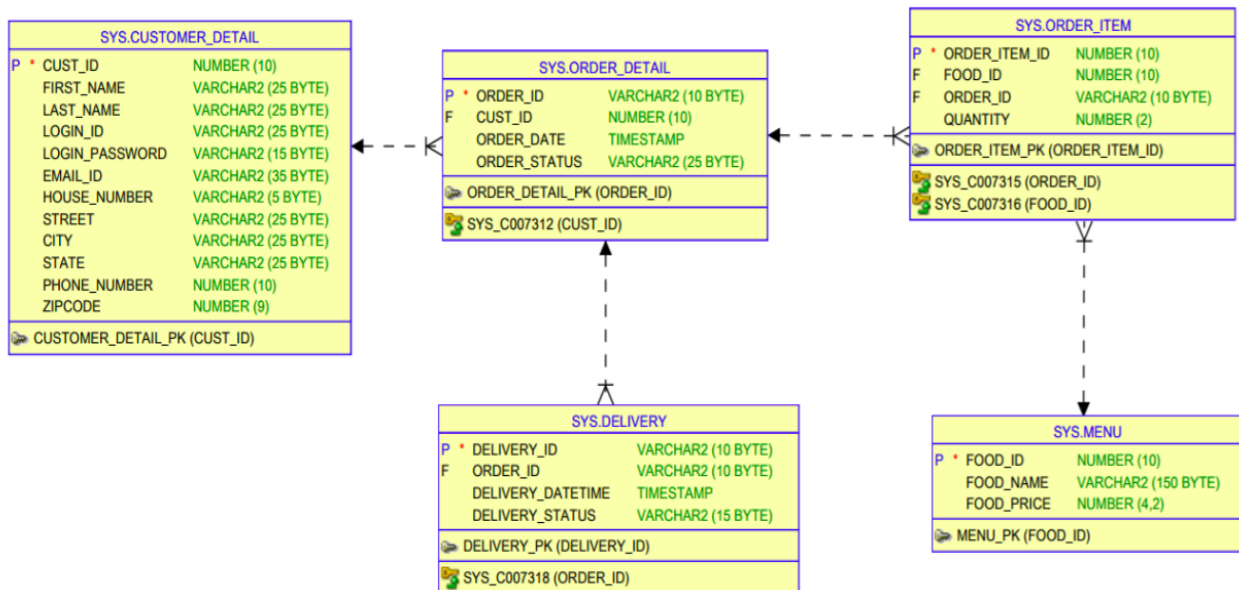 SYS.CUSTOMER_DETAIL
P * CUST_ID NUMBER (10)
FIRST_NAME VARCHAR2 (25 BYTE)
LAST_NAME VARCHAR2 (25 BYTE)
LOGIN_ID VARCHAR2 (25 BYTE)
LOGIN_PASSWORD VARCHAR2 (15 BYTE)
EMAIL_ID VARCHAR2 (35 BYTE)
HOUSE_NUMBER VARCHAR2 (5 BYTE)
STREET VARCHAR2 (25 BYTE)
CITY VARCHAR2 (25 BYTE)
STATE VARCHAR2 (25 BYTE)
PHONE_NUMBER NUMBER (10)
ZIPCODE NUMBER (9)
CUSTOMER_DETAIL_PK (CUST_ID)
SYS.ORDER_DETAIL
P * ORDER_ID VARCHAR2 (10 BYTE)
F CUST_ID NUMBER (10)
ORDER_DATE TIMESTAMP
ORDER_STATUS VARCHAR2 (25 BYTE)
ORDER_DETAIL_PK (ORDER_ID)
SYS_C007312 (CUST_ID)
SYS.ORDER_ITEM
P * ORDER_ITEM_ID NUMBER (10)
F FOOD_ID NUMBER (10)
F ORDER_ID VARCHAR2 (10 BYTE)
QUANTITY NUMBER (2)
ORDER_ITEM_PK (ORDER_ITEM_ID)
SYS_C007315 (ORDER_ID)
SYS_C007316 (FOOD_ID)
SYS.DELIVERY
P * DELIVERY_ID VARCHAR2 (10 BYTE)
F ORDER_ID VARCHAR2 (10 BYTE)
DELIVERY_DATETIME TIMESTAMP
DELIVERY_STATUS VARCHAR2 (15 BYTE)
DELIVERY_PK (DELIVERY_ID)
SYS_C007318 (ORDER_ID)
SYS.MENU
P * FOOD_ID NUMBER (10)
FOOD_NAME VARCHAR2 (150 BYTE)
FOOD_PRICE NUMBER (4,2)
MENU_PK (FOOD_ID)